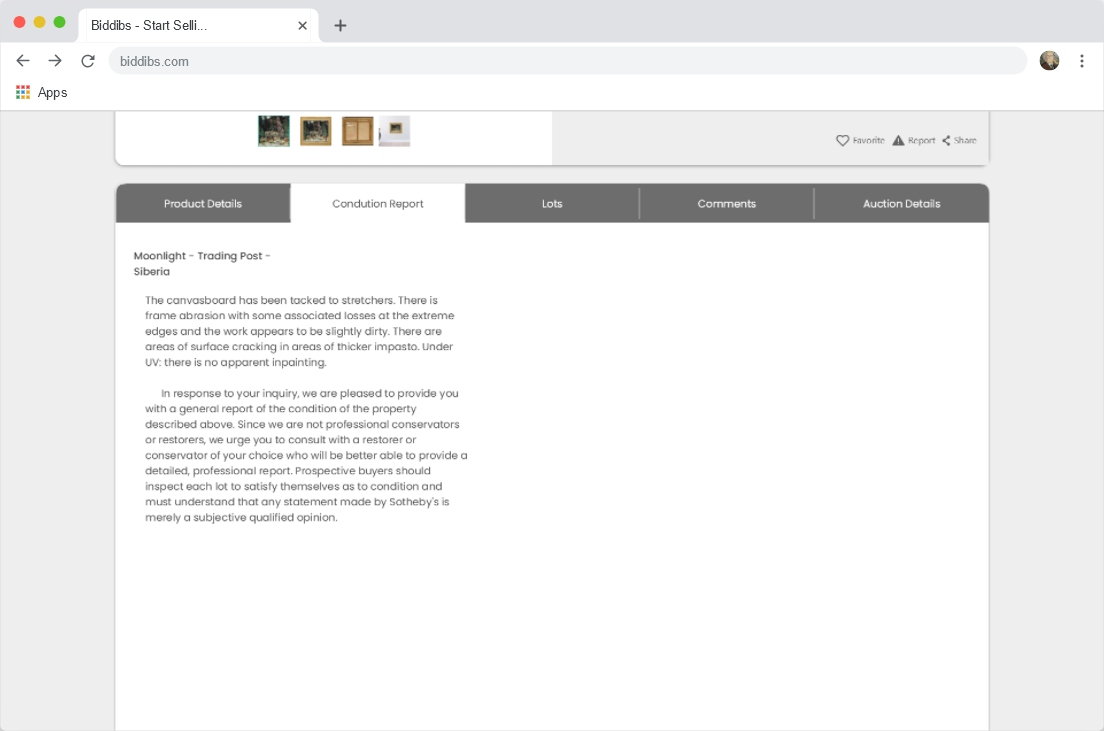 Biddibs - Start Selli...
biddibs.com
Apps
Favorite Report Share
Product Details Condution Report Lots Comments Auction Details
Moonlight - Trading Post -
Siberia
The canvasboard has been tacked to stretchers. There is
frame abrasion with some associated losses at the extreme
edges and the work appears to be slightly dirty. There are
areas of surface cracking in areas of thicker impasto. Under
UV: there is no apparent inpainting.
In response to your inquiry, we are pleased to provide you
with a general report of the condition of the property
described above. Since we are not professional conservators
or restorers, we urge you to consult with a restorer or
conservator of your choice who will be better able to provide a
detailed, professional report. Prospective buyers should
inspect each lot to satisfy themselves as to condition and
must understand that any statement made by Sotheby's is
merely a subjective qualified opinion.